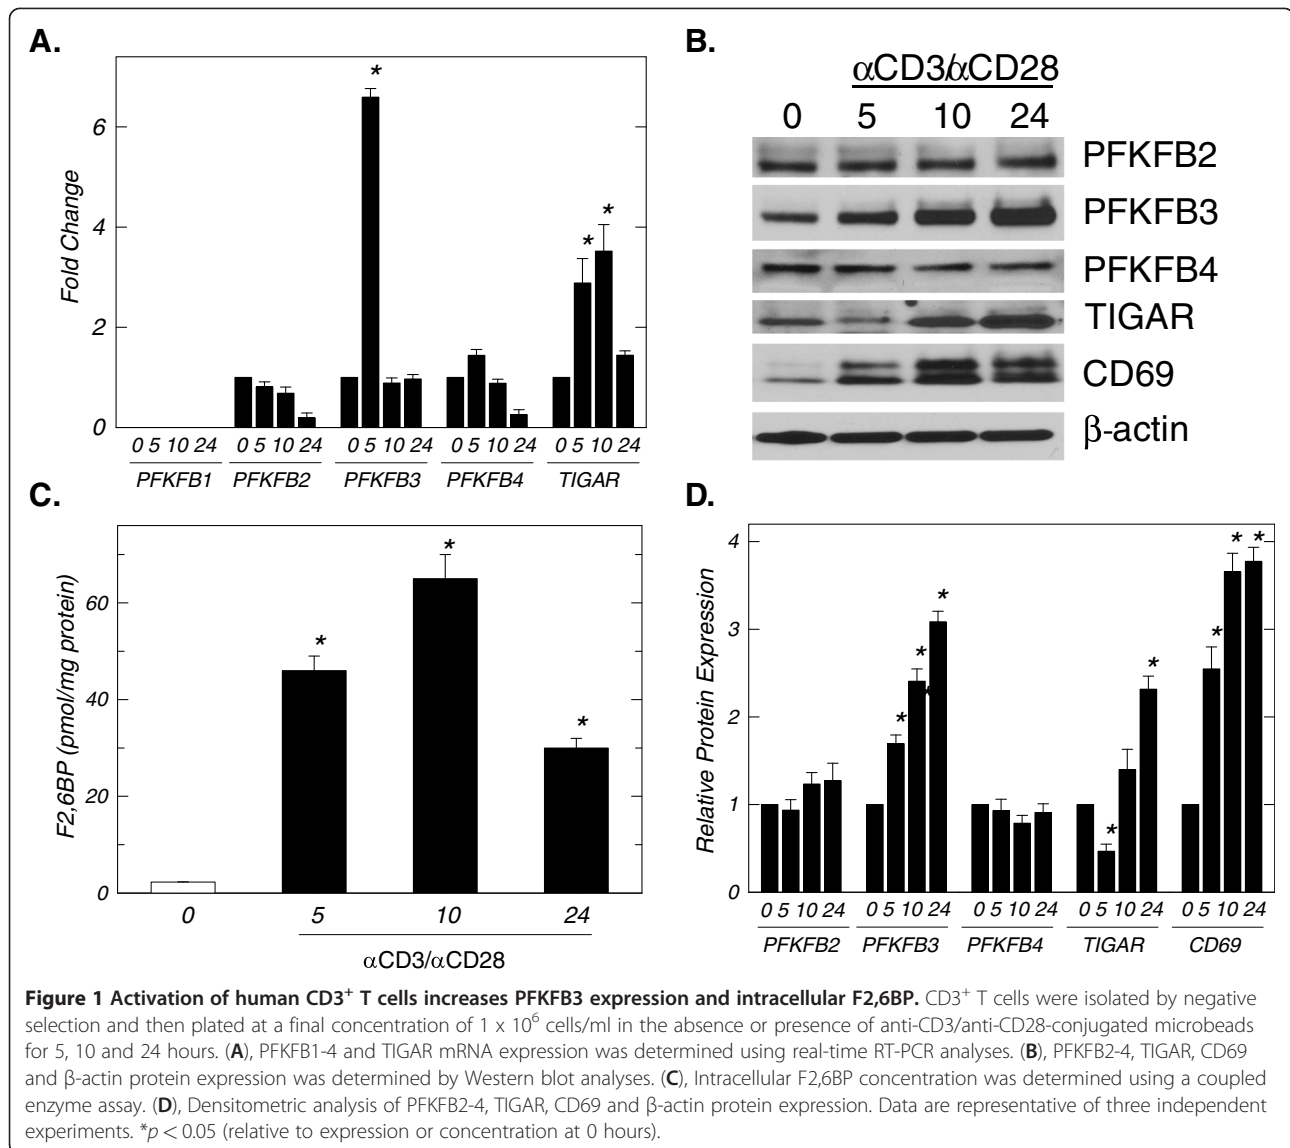 A.
Fold Change
6
4
2
0
* * *
0 5 10 24 0 5 10 24 0 5 10 24 0 5 10 24 0 5 10 24
PFKFB1 PFKFB2 PFKFB3 PFKFB4 TIGAR
B.
αCD3/αCD28
0 5 10 24
PFKFB2
PFKFB3
PFKFB4
TIGAR
CD69
β-actin
C.
F2,6BP (pmol/mg protein)
60
40
20
0
* * *
0 5 10 24
αCD3/αCD28
D.
Relative Protein Expression
4
3
2
1
0
* * * * * * * *
0 5 10 24 0 5 10 24 0 5 10 24 0 5 10 24 0 5 10 24
PFKFB2 PFKFB3 PFKFB4 TIGAR CD69
Figure 1 Activation of human CD3⁺ T cells increases PFKFB3 expression and intracellular F2,6BP. CD3⁺ T cells were isolated by negative
selection and then plated at a final concentration of 1 x 10⁶ cells/ml in the absence or presence of anti-CD3/anti-CD28-conjugated microbeads
for 5, 10 and 24 hours. (A), PFKFB1-4 and TIGAR mRNA expression was determined using real-time RT-PCR analyses. (B), PFKFB2-4, TIGAR, CD69
and β-actin protein expression was determined by Western blot analyses. (C), Intracellular F2,6BP concentration was determined using a coupled
enzyme assay. (D), Densitometric analysis of PFKFB2-4, TIGAR, CD69 and β-actin protein expression. Data are representative of three independent
experiments. *p < 0.05 (relative to expression or concentration at 0 hours).